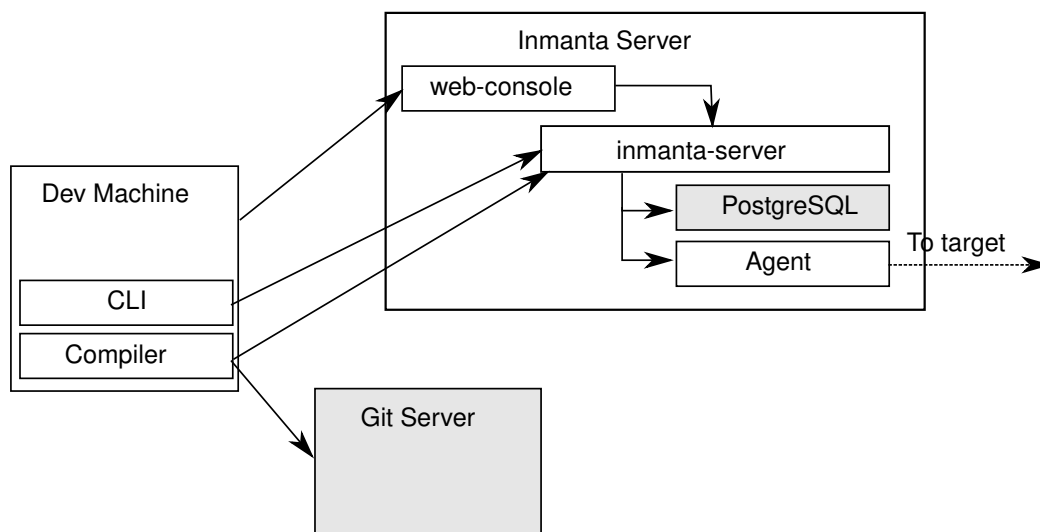 Inmanta Server
web-console
inmanta-server
Dev Machine
PostgreSQL
To target
Agent
CLI
Compiler
Git Server